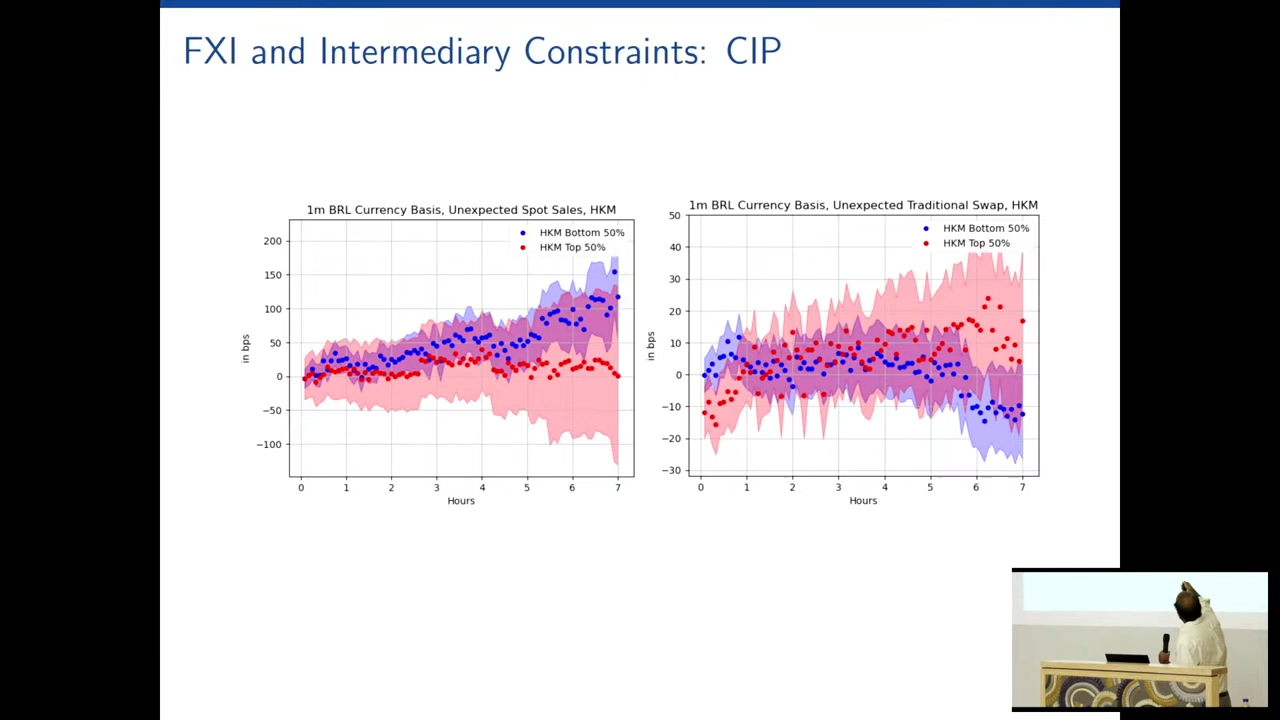 FXI and Intermediary Constraints: CIP
1m BRL Currency Basis, Unexpected Spot Sales, HKM
HKM Bottom 50%
HKM Top 50%
200
150
100
50
0
−50
−100
in bps
0 1 2 3 4 5 6 7
Hours
1m BRL Currency Basis, Unexpected Traditional Swap, HKM
HKM Bottom 50%
HKM Top 50%
50
40
30
20
10
0
−10
−20
−30
in bps
0 1 2 3 4 5 6 7
Hours